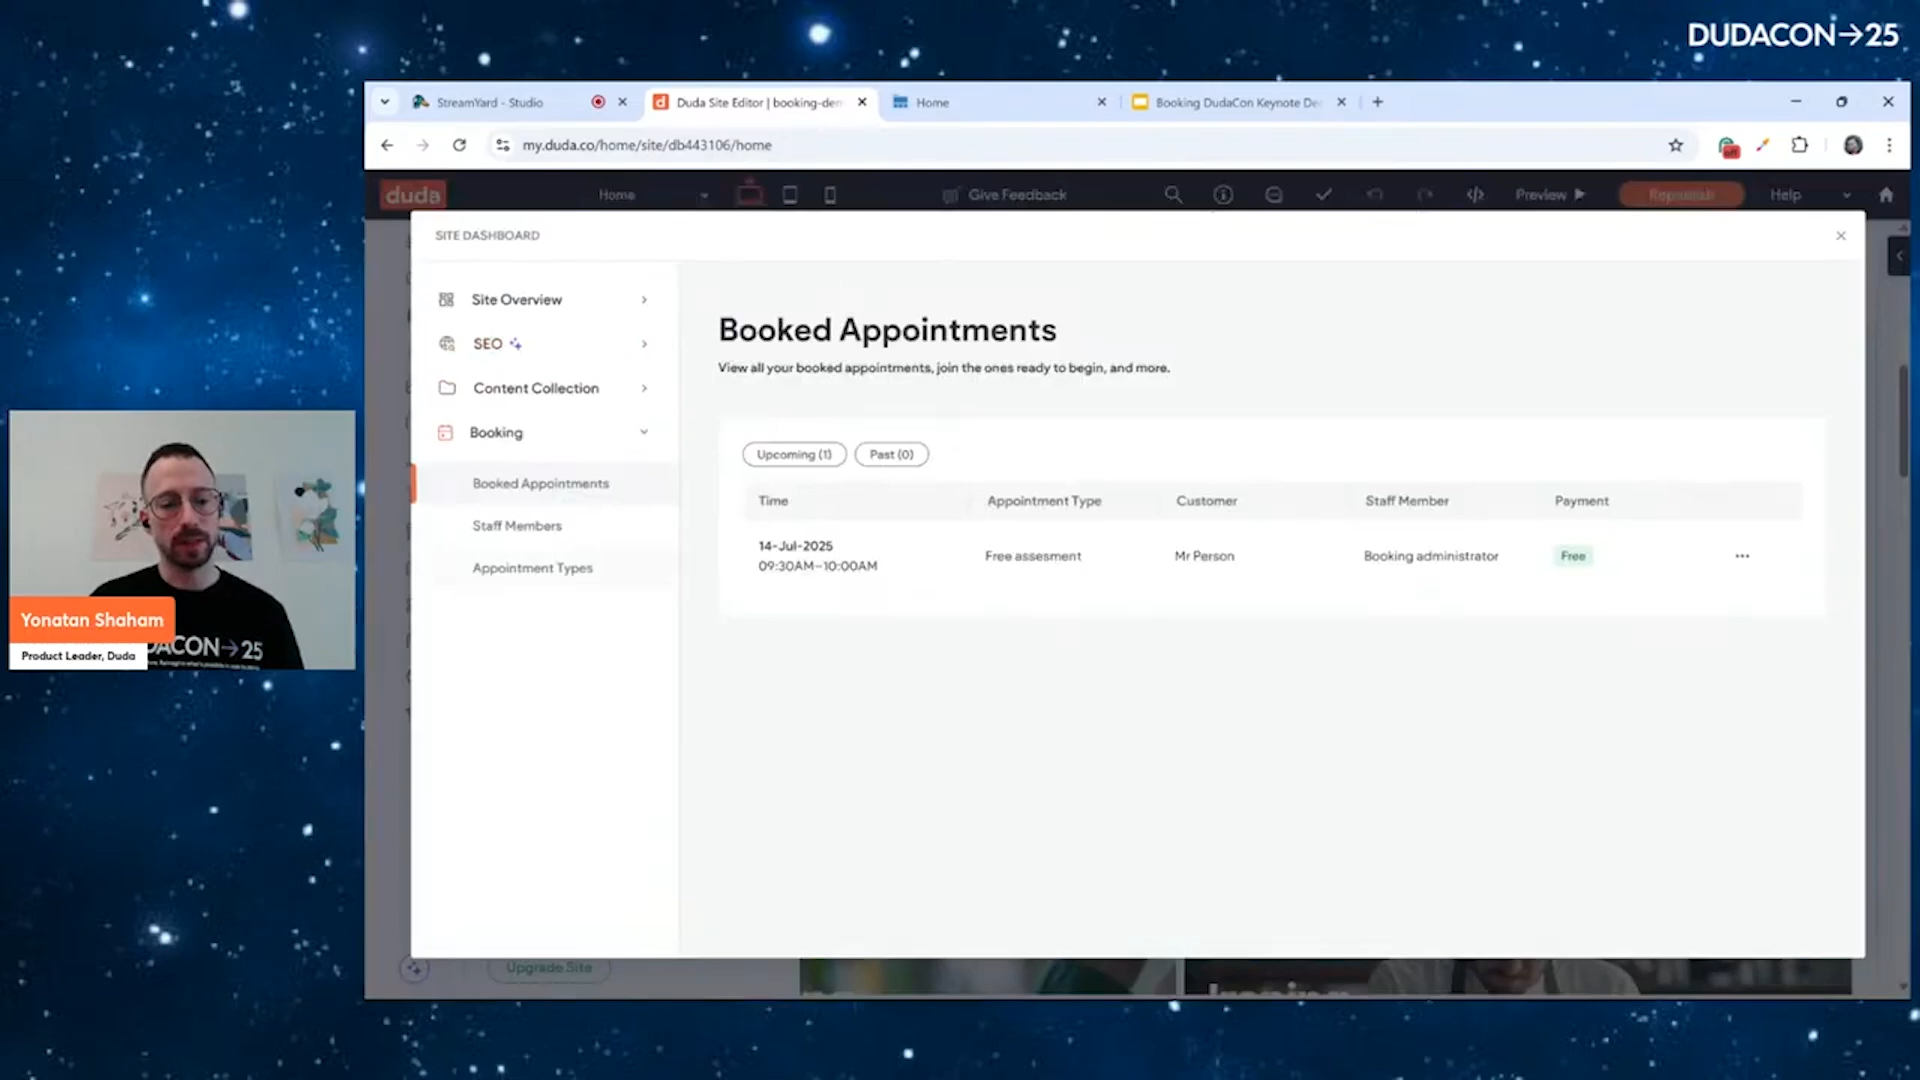 DUDACON→25
StreamYard - Studio
Duda Site Editor | booking-den
Home
Booking DudaCon Keynote De
my.duda.co/home/site/db443106/home
off
duda
Home
Give Feedback
Preview
Republish
Help
SITE DASHBOARD
Site Overview
SEO
Content Collection
Booking
Booked Appointments
Staff Members
Appointment Types
Booked Appointments
View all your booked appointments, join the ones ready to begin, and more.
Upcoming (1)
Past (0)
Time
Appointment Type
Customer
Staff Member
Payment
14-Jul-2025
09:30AM–10:00AM
Free assesment
Mr Person
Booking administrator
Free
Yonatan Shaham
Product Leader, Duda
DACON→25
Upgrade Site